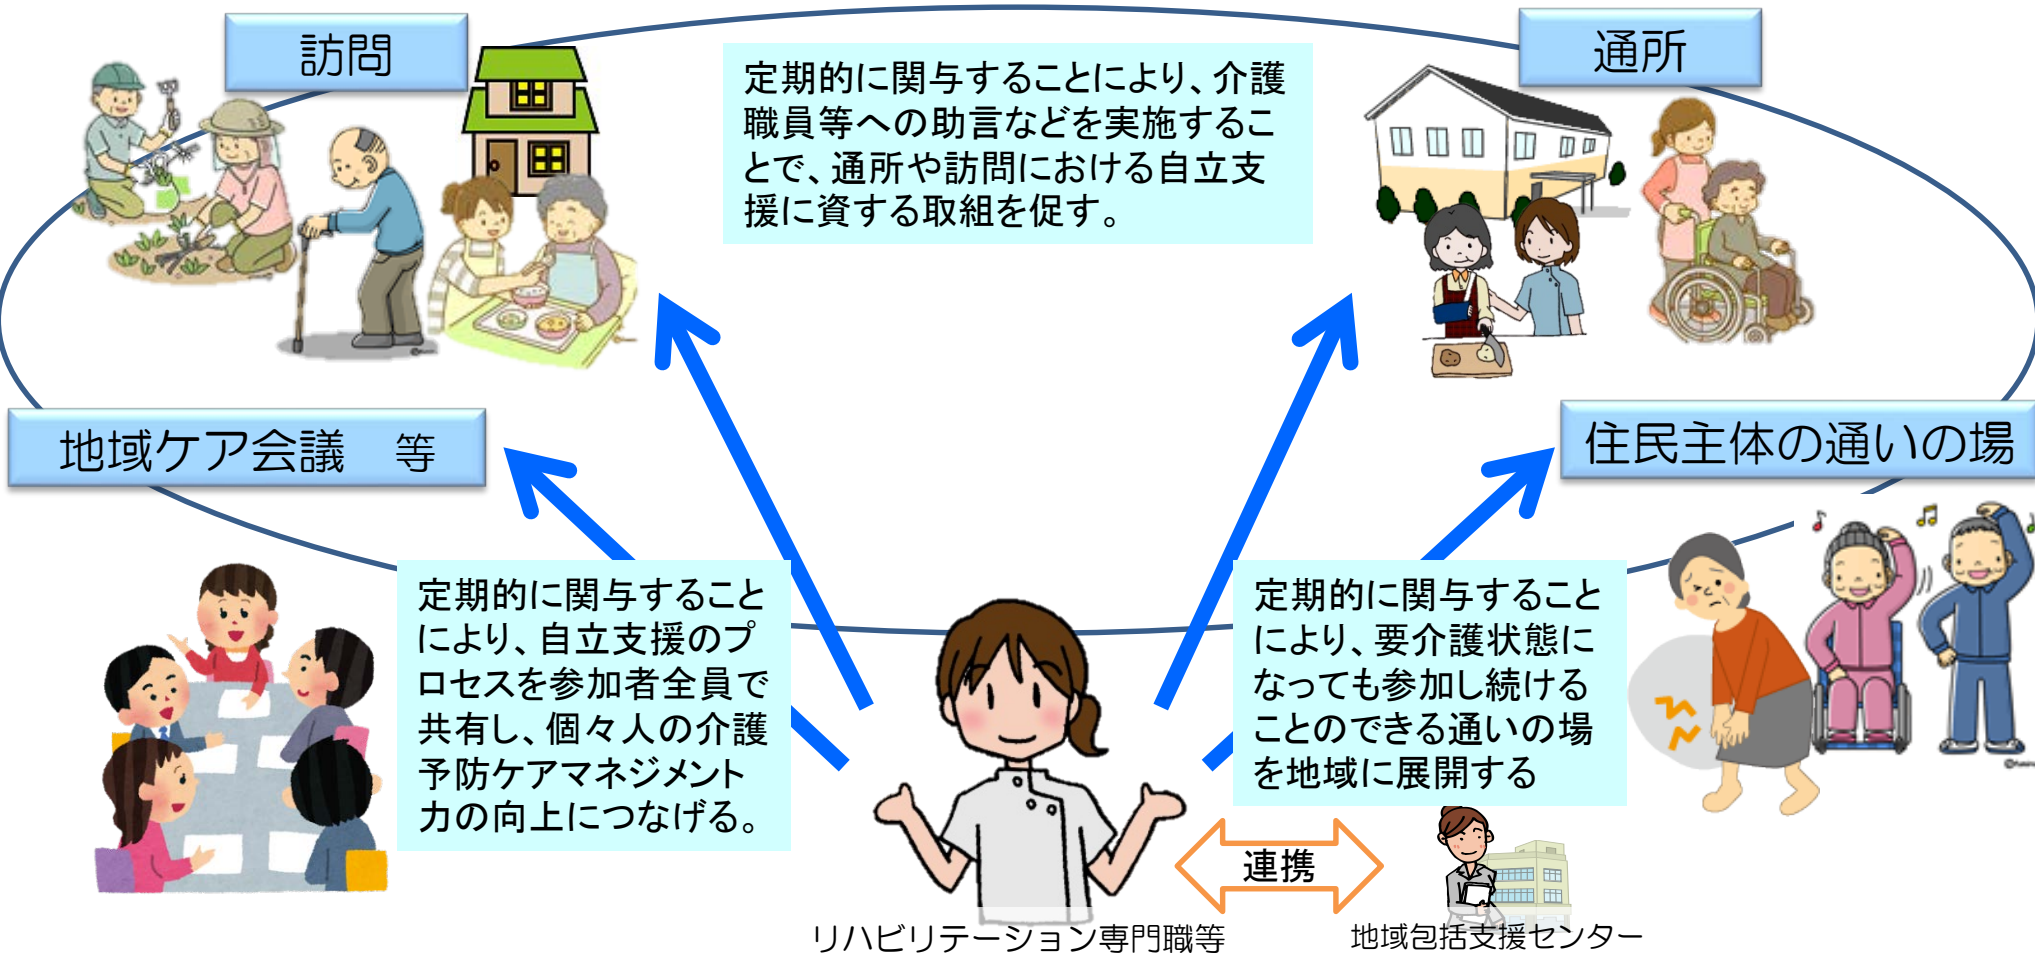 訪問
通所
定期的に関与することにより、介護
職員等への助言などを実施するこ
とで、通所や訪問における自立支
援に資する取組を促す。
地域ケア会議　等
住民主体の通いの場
定期的に関与すること
により、自立支援のプ
ロセスを参加者全員で
共有し、個々人の介護
予防ケアマネジメント
力の向上につなげる。
定期的に関与すること
により、要介護状態に
なっても参加し続ける
ことのできる通いの場
を地域に展開する
連携
リハビリテーション専門職等
地域包括支援センター